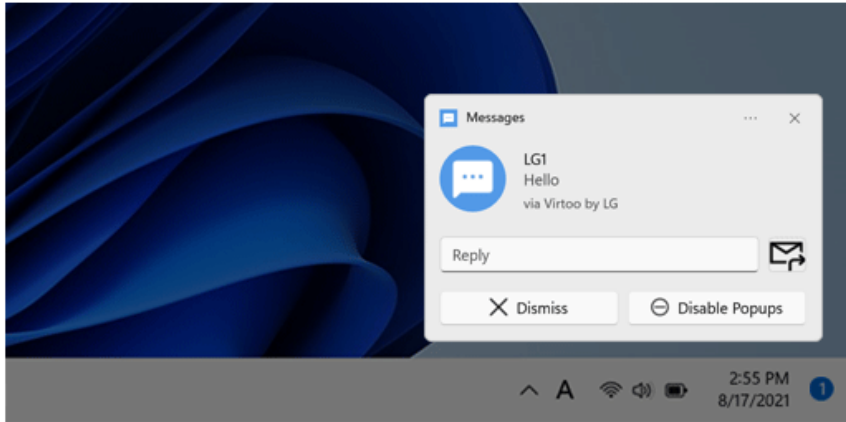 Messages
LG1
Hello
via Virtoo by LG
Reply
Dismiss
Disable Popups
A
2:55 PM
8/17/2021
1